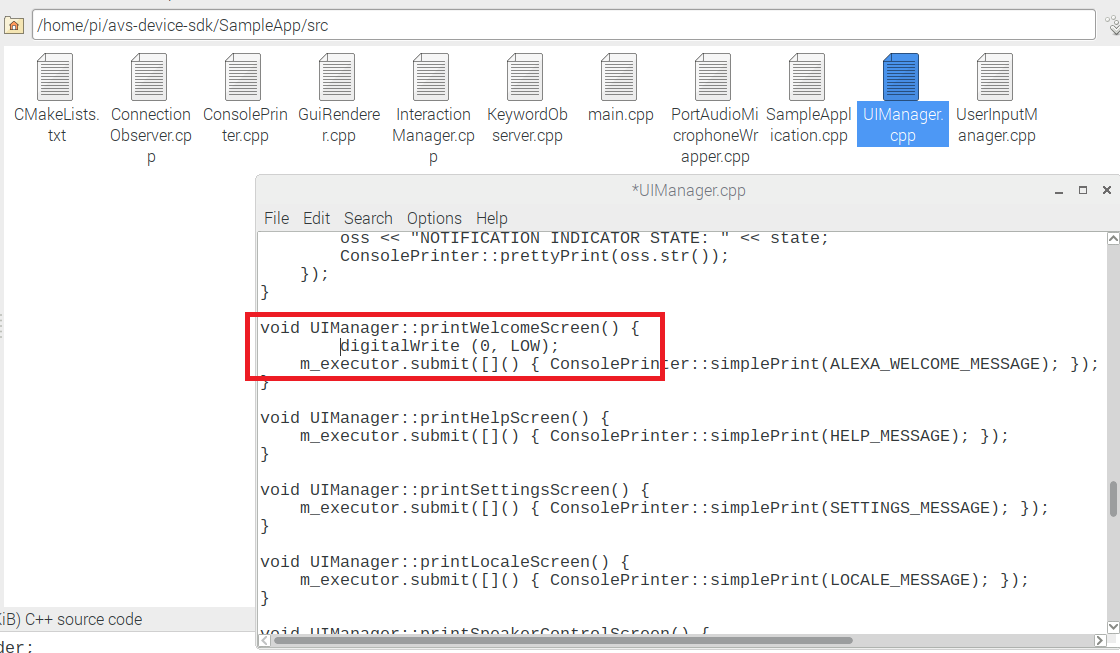 /home/pi/avs-device-sdk/SampleApp/src
CMakeLists.txt
ConnectionObserver.cpp
ConsolePrinter.cpp
GuiRenderer.cpp
InteractionManager.cpp
KeywordObserver.cpp
main.cpp
PortAudioMicrophoneWrapper.cpp
SampleApplication.cpp
UIManager.cpp
UserInputManager.cpp
*UIManager.cpp
File Edit Search Options Help
oss << "NOTIFICATION INDICATOR STATE: " << state;
ConsolePrinter::prettyPrint(oss.str());
});
}
void UIManager::printWelcomeScreen() {
digitalWrite (0, LOW);
m_executor.submit([]() { ConsolePrinter::simplePrint(ALEXA_WELCOME_MESSAGE); });
}
void UIManager::printHelpScreen() {
m_executor.submit([]() { ConsolePrinter::simplePrint(HELP_MESSAGE); });
}
void UIManager::printSettingsScreen() {
m_executor.submit([]() { ConsolePrinter::simplePrint(SETTINGS_MESSAGE); });
}
void UIManager::printLocaleScreen() {
m_executor.submit([]() { ConsolePrinter::simplePrint(LOCALE_MESSAGE); });
}
void UIManager::printSpeakerControlScreen() {
iB) C++ source code
der;